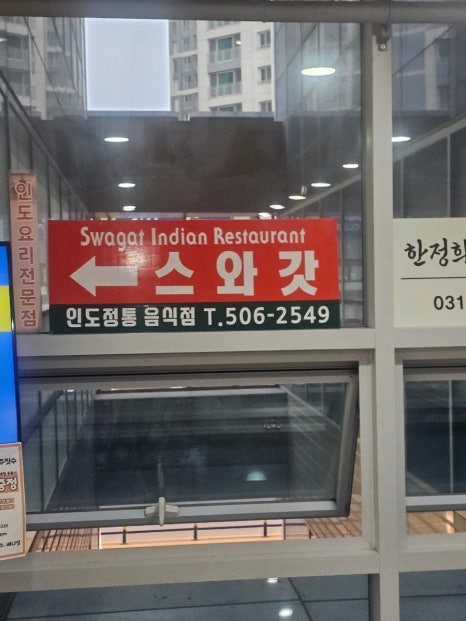 인도요리전문점
Swagat Indian Restaurant
스와갓
인도정통 음식점 T.506-2549
한정희
031